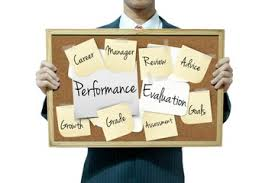 Career
Manager
Review
Advice
Performance
Evaluation
Goals
Growth
Grade
Assessment